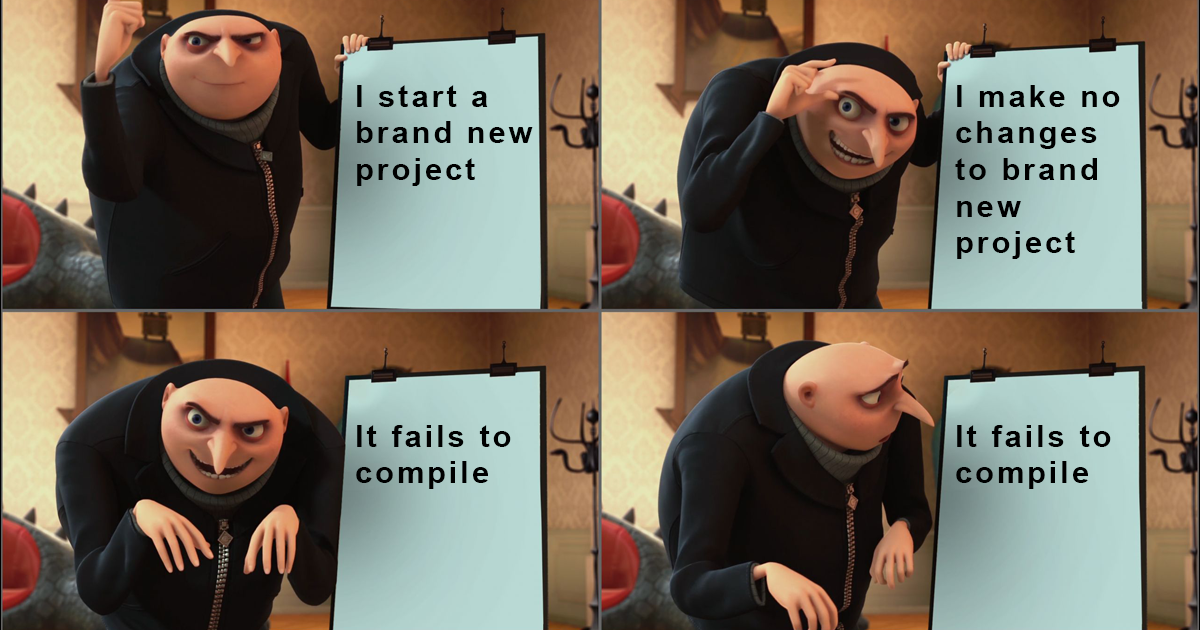 I start a
brand new
project
I make no
changes
to brand
new
project
It fails to
compile
It fails to
compile